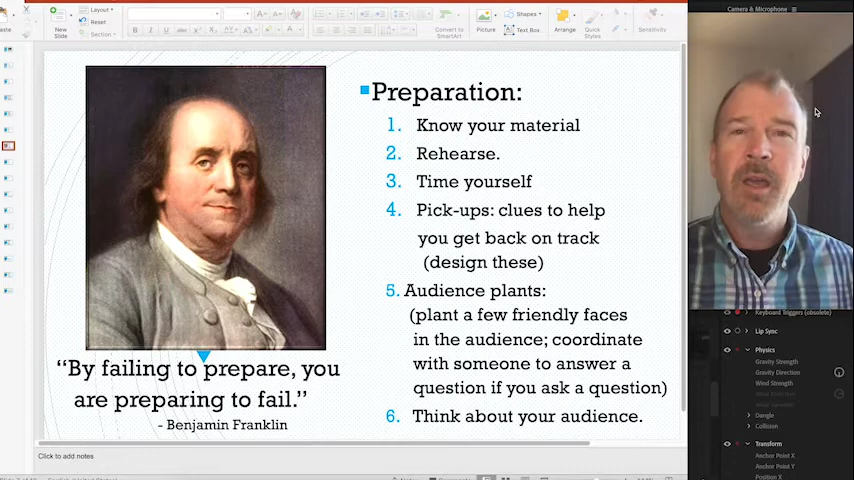 Paste
New
Slide
Layout
Reset
Convert to
SmartArt
Picture
Shapes
Text Box
Arrange
Quick
Styles
Sensitivity
Camera & Microphone
Preparation:
1. Know your material
2. Rehearse.
3. Time yourself
4. Pick-ups: clues to help
you get back on track
(design these)
5. Audience plants:
(plant a few friendly faces
in the audience; coordinate
with someone to answer a
question if you ask a question)
6. Think about your audience.
“By failing to prepare, you
are preparing to fail.”
- Benjamin Franklin
Click to add notes
Keyboard Triggers (obsolete)
Lip Sync
Physics
Gravity Strength
Gravity Direction
Wind Strength
Dangle
Collision
Transform
Anchor Point X
Anchor Point Y
Position X